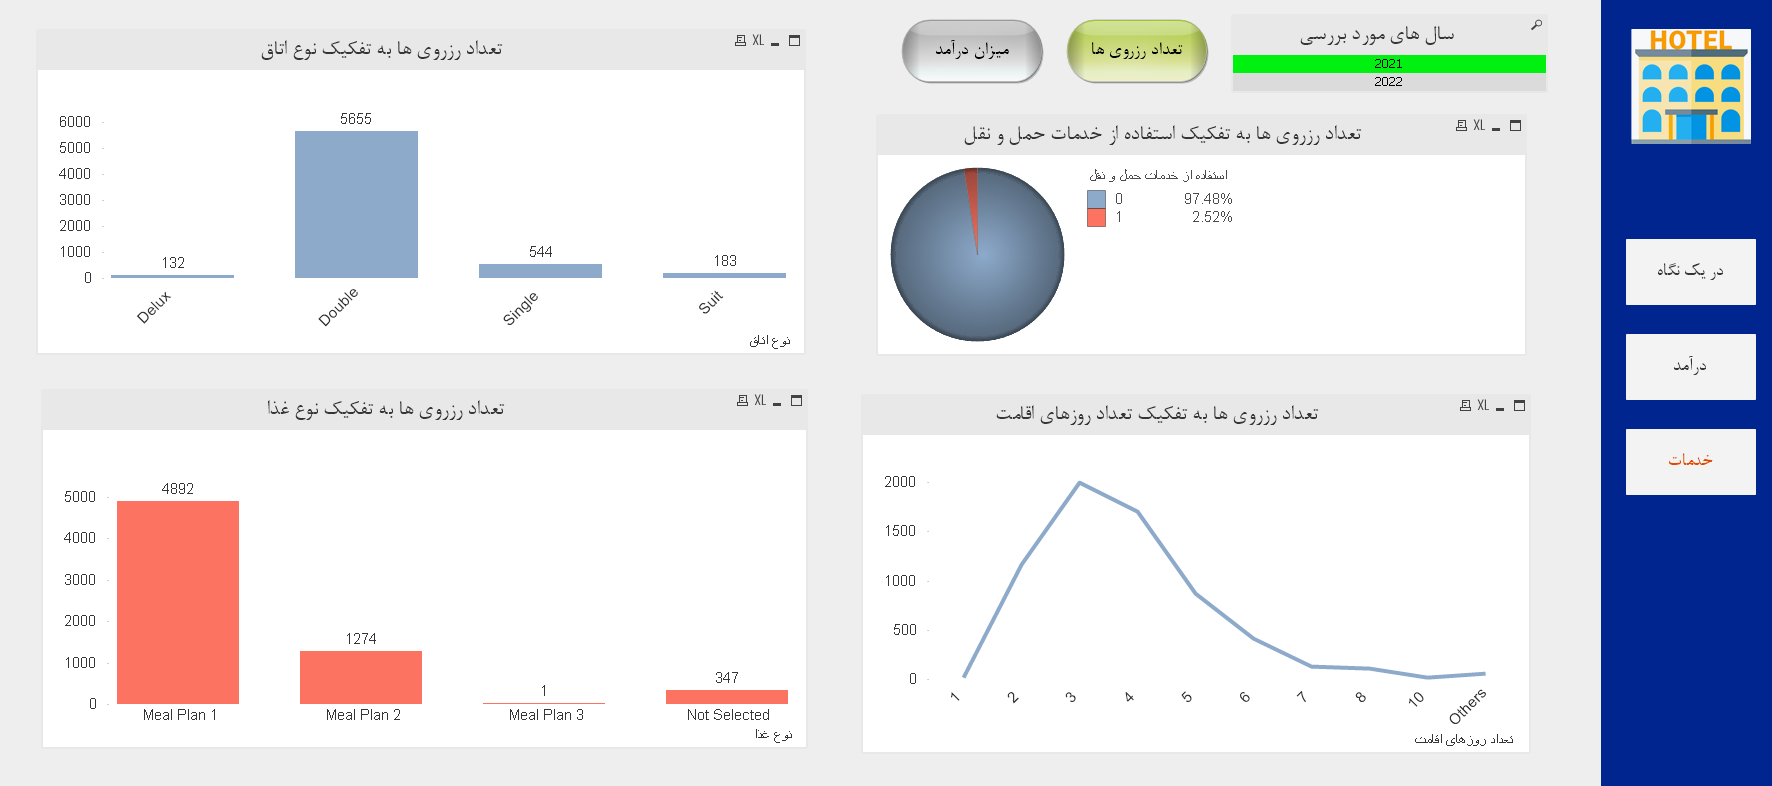 HOTEL
در یک نگاه
درآمد
خدمات
سال های مورد بررسی
2021
2022
تعداد رزروی ها
میزان درآمد
تعداد رزروی ها به تفکیک نوع اتاق
XL
6000
5000
4000
3000
2000
1000
0
132
5655
544
183
Delux
Double
Single
Suit
نوع اتاق
تعداد رزروی ها به تفکیک استفاده از خدمات حمل و نقل
XL
استفاده از خدمات حمل و نقل
0 97.48%
1 2.52%
تعداد رزروی ها به تفکیک نوع غذا
XL
5000
4000
3000
2000
1000
0
4892
1274
1
347
Meal Plan 1
Meal Plan 2
Meal Plan 3
Not Selected
نوع غذا
تعداد رزروی ها به تفکیک تعداد روزهای اقامت
XL
2000
1500
1000
500
0
1
2
3
4
5
6
7
8
10
Others
تعداد روزهای اقامت